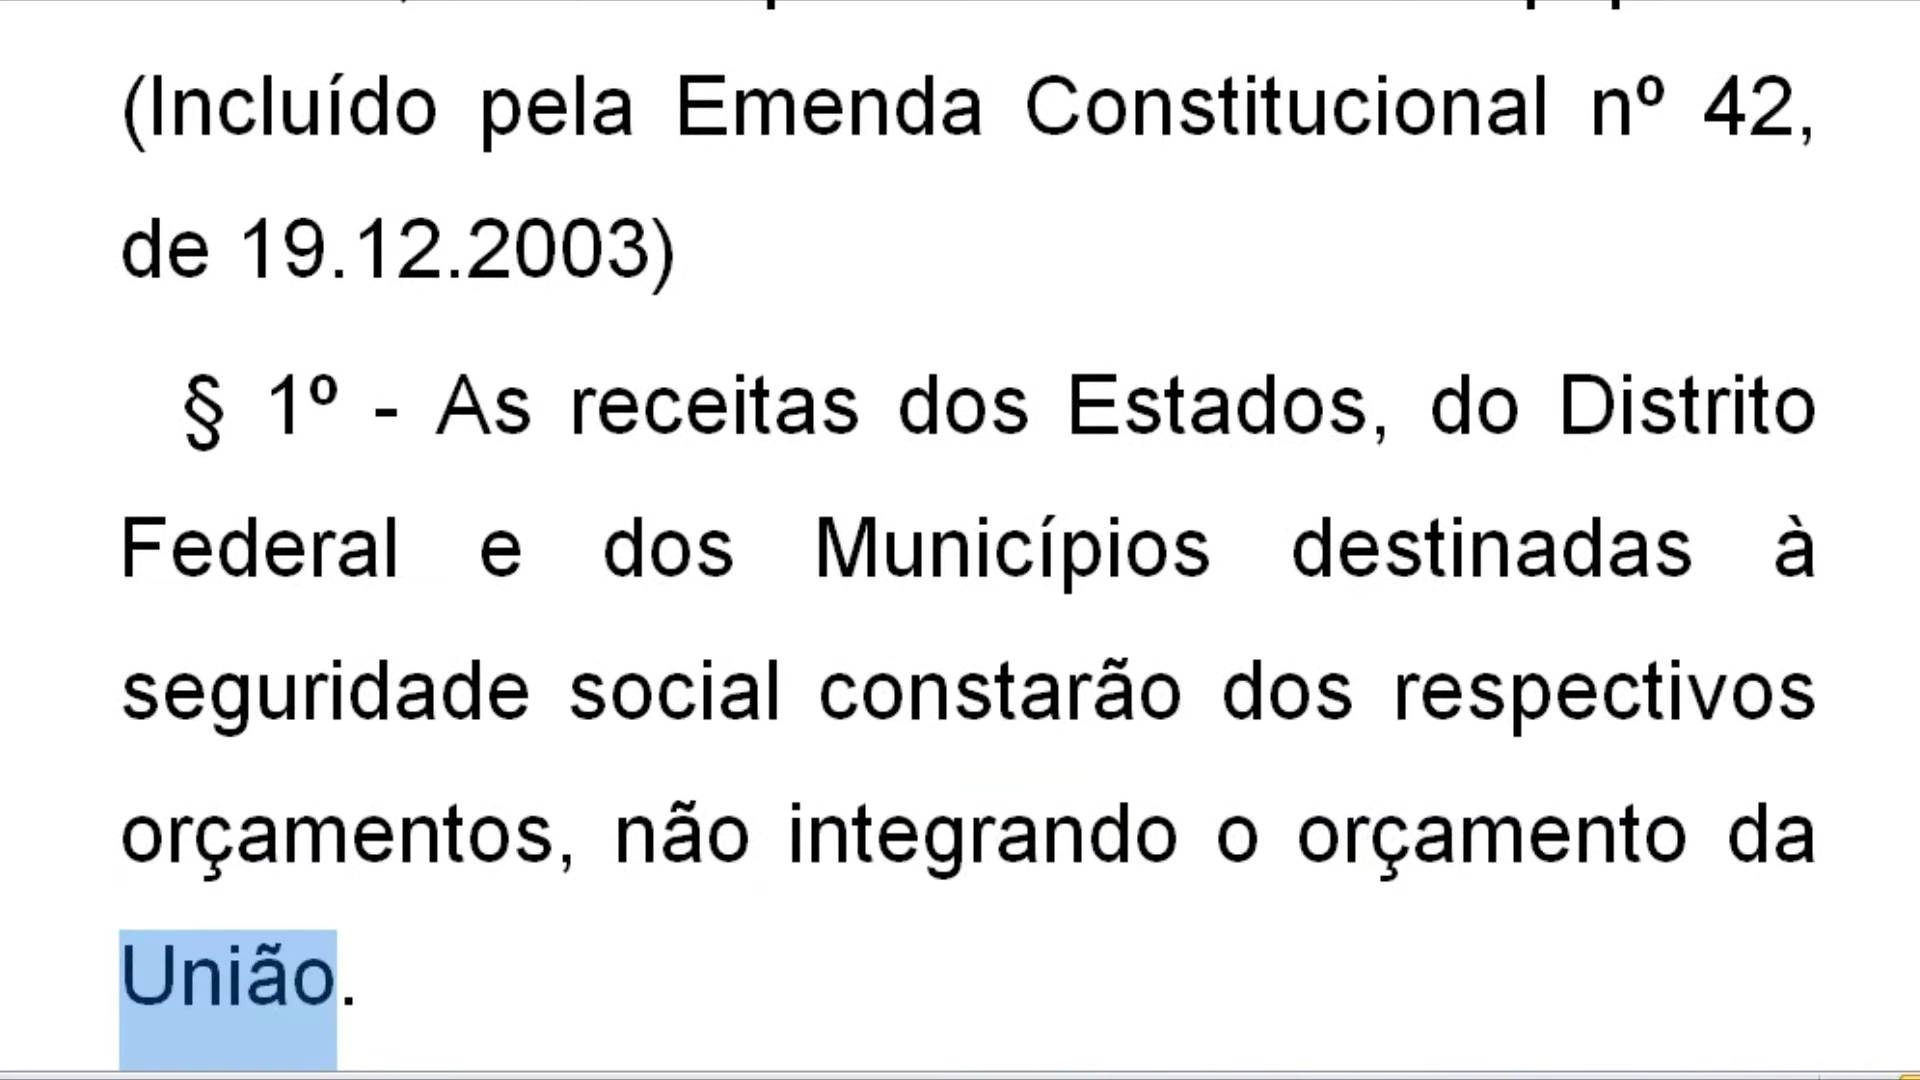 (Incluído pela Emenda Constitucional nº 42,
de 19.12.2003)
§ 1º - As receitas dos Estados, do Distrito
Federal e dos Municípios destinadas à
seguridade social constarão dos respectivos
orçamentos, não integrando o orçamento da
União.